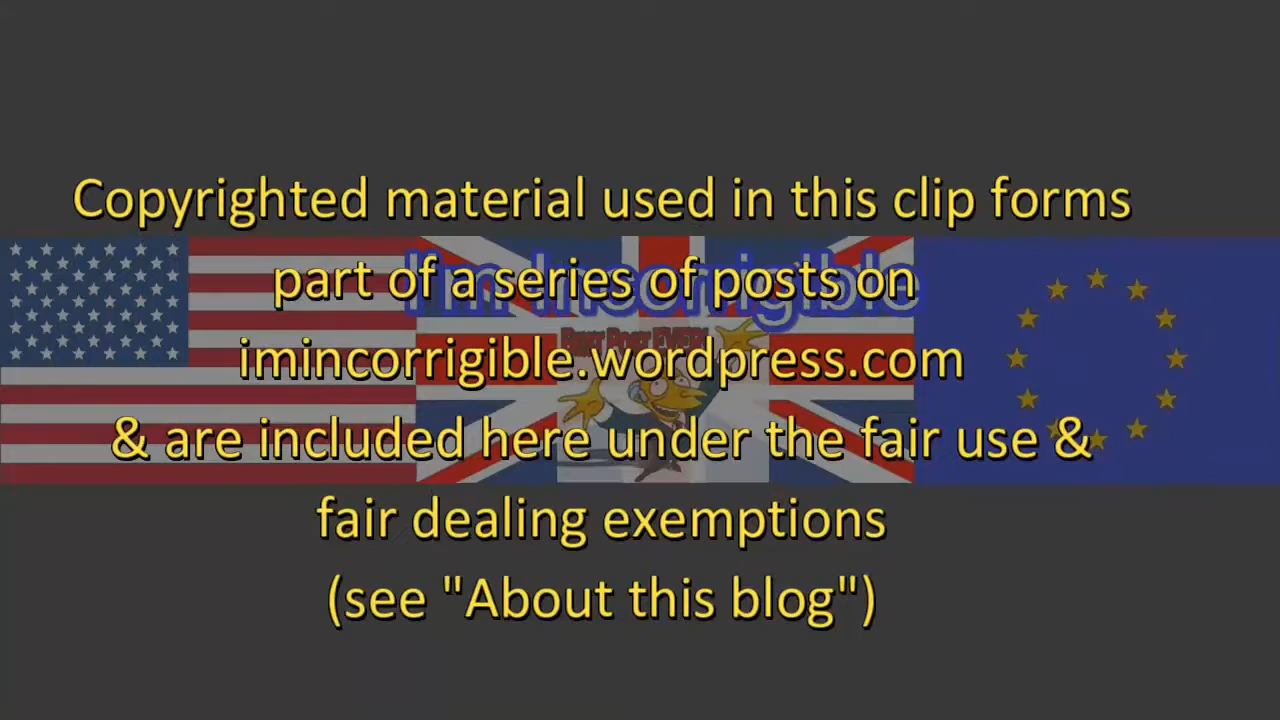 Copyrighted material used in this clip forms
part of a series of posts on
I'm Incorrigible
imincorrigible.wordpress.com
& are included here under the fair use &
fair dealing exemptions
(see "About this blog")